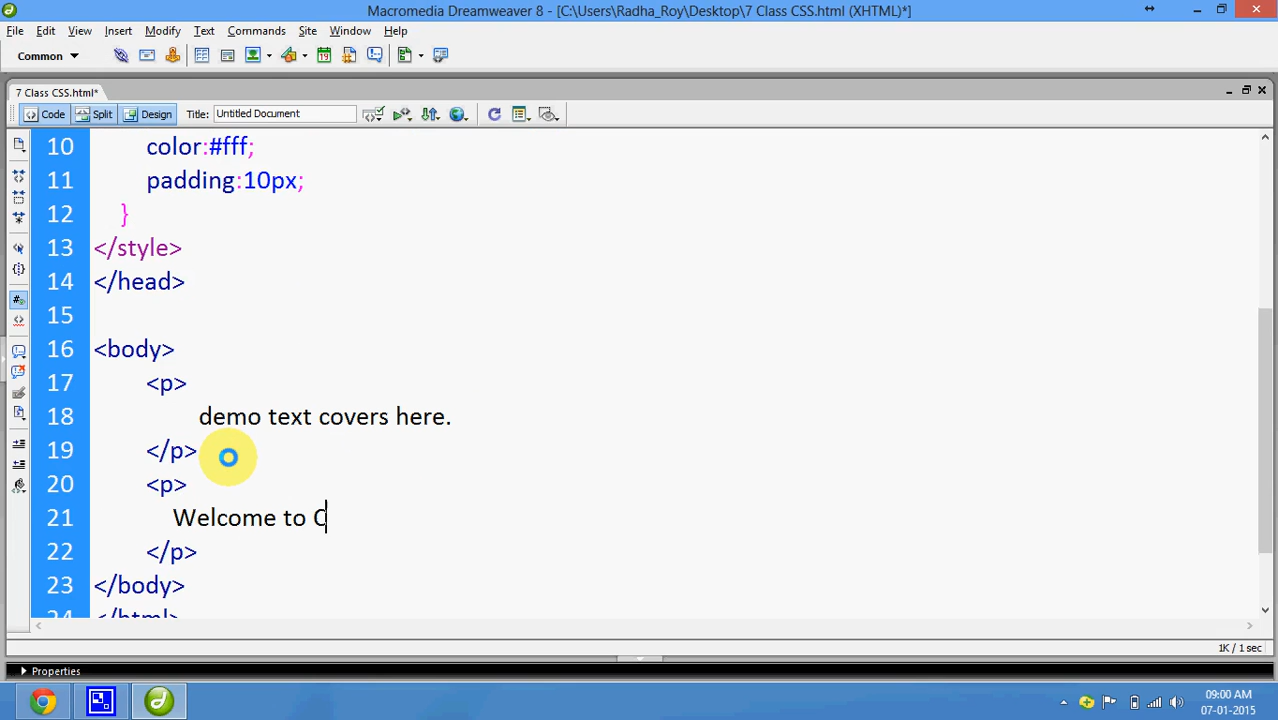 Macromedia Dreamweaver 8 - [C:\Users\Radha_Roy\Desktop\7 Class CSS.html (XHTML)*]
File Edit View Insert Modify Text Commands Site Window Help
Common
7 Class CSS.html*
Code Split Design Title: Untitled Document
10 color:#fff;
11 padding:10px;
12 }
13 </style>
14 </head>
15
16 <body>
17 <p>
18 demo text covers here.
19 </p>
20 <p>
21 Welcome to C
22 </p>
23 </body>
24 </html>
1K / 1 sec
Properties
09:00 AM
07-01-2015